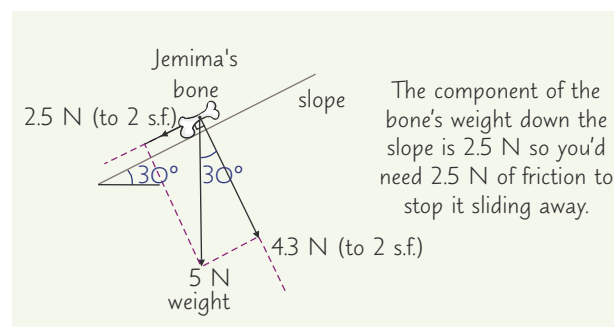 Jemima's
bone
2.5 N (to 2 s.f.)
slope
30°
30°
4.3 N (to 2 s.f.)
5 N
weight
The component of the
bone's weight down the
slope is 2.5 N so you'd
need 2.5 N of friction to
stop it sliding away.